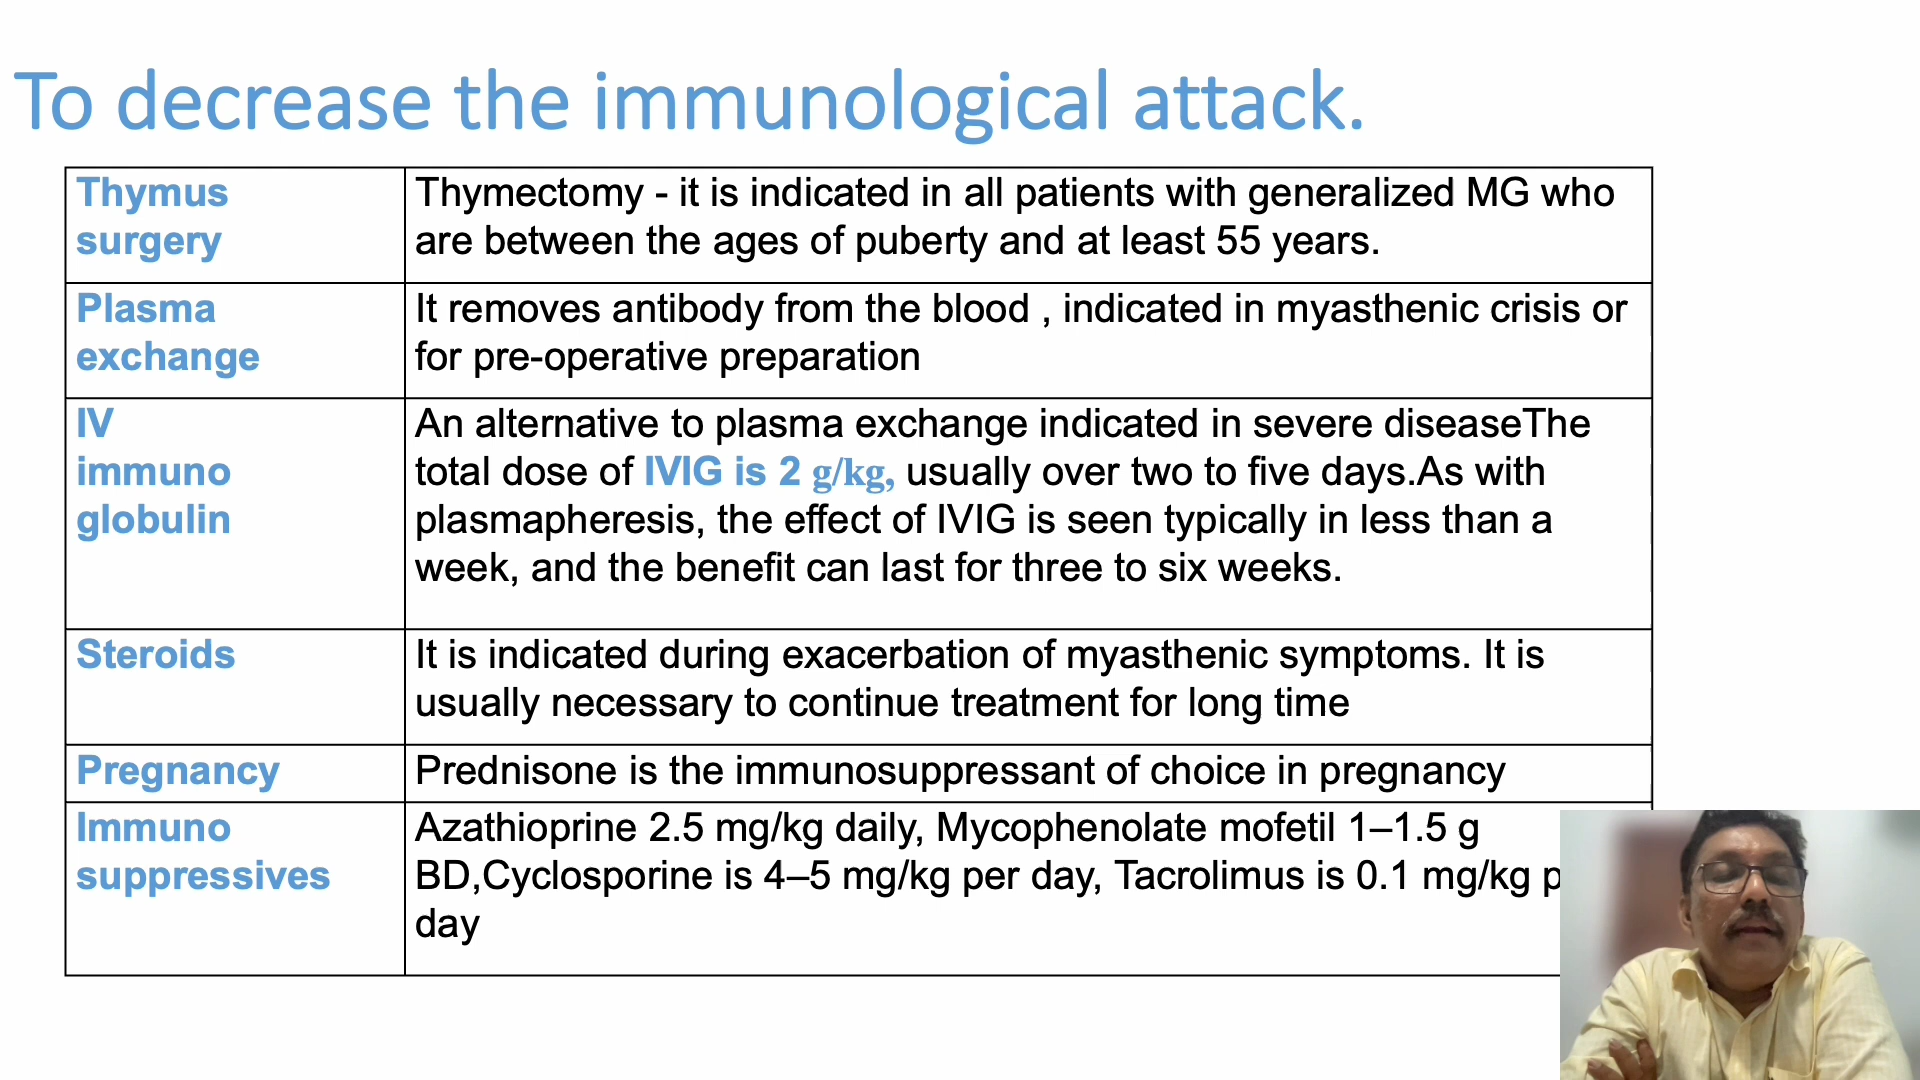 To decrease the immunological attack.
Thymus
surgery
Thymectomy - it is indicated in all patients with generalized MG who
are between the ages of puberty and at least 55 years.
Plasma
exchange
It removes antibody from the blood , indicated in myasthenic crisis or
for pre-operative preparation
IV
immuno
globulin
An alternative to plasma exchange indicated in severe diseaseThe
total dose of IVIG is 2 g/kg, usually over two to five days.As with
plasmapheresis, the effect of IVIG is seen typically in less than a
week, and the benefit can last for three to six weeks.
Steroids
It is indicated during exacerbation of myasthenic symptoms. It is
usually necessary to continue treatment for long time
Pregnancy
Prednisone is the immunosuppressant of choice in pregnancy
Immuno
suppressives
Azathioprine 2.5 mg/kg daily, Mycophenolate mofetil 1–1.5 g
BD,Cyclosporine is 4–5 mg/kg per day, Tacrolimus is 0.1 mg/kg
day